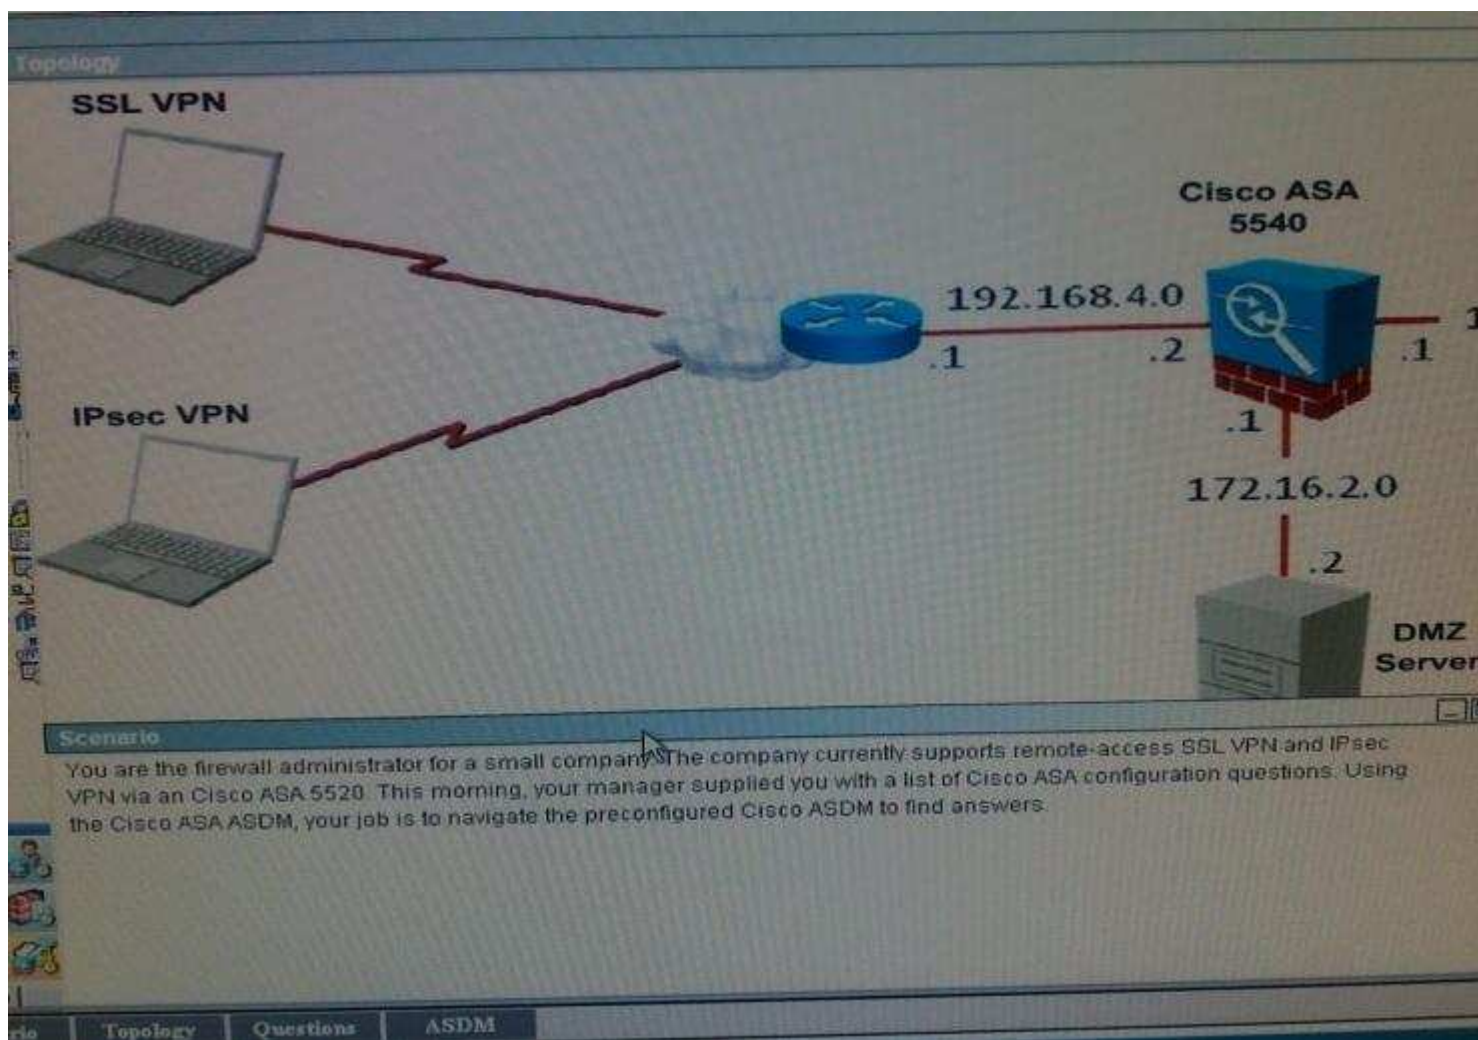 Topology
SSL VPN
Cisco ASA
5540
192.168.4.0
.1
.2
.1
IPsec VPN
.1
172.16.2.0
.2
DMZ
Server
Scenario
You are the firewall administrator for a small company. The company currently supports remote-access SSL VPN and IPsec
VPN via an Cisco ASA 5520. This morning, your manager supplied you with a list of Cisco ASA configuration questions. Using
the Cisco ASA ASDM, your job is to navigate the preconfigured Cisco ASDM to find answers.
Topology
Questions
ASDM